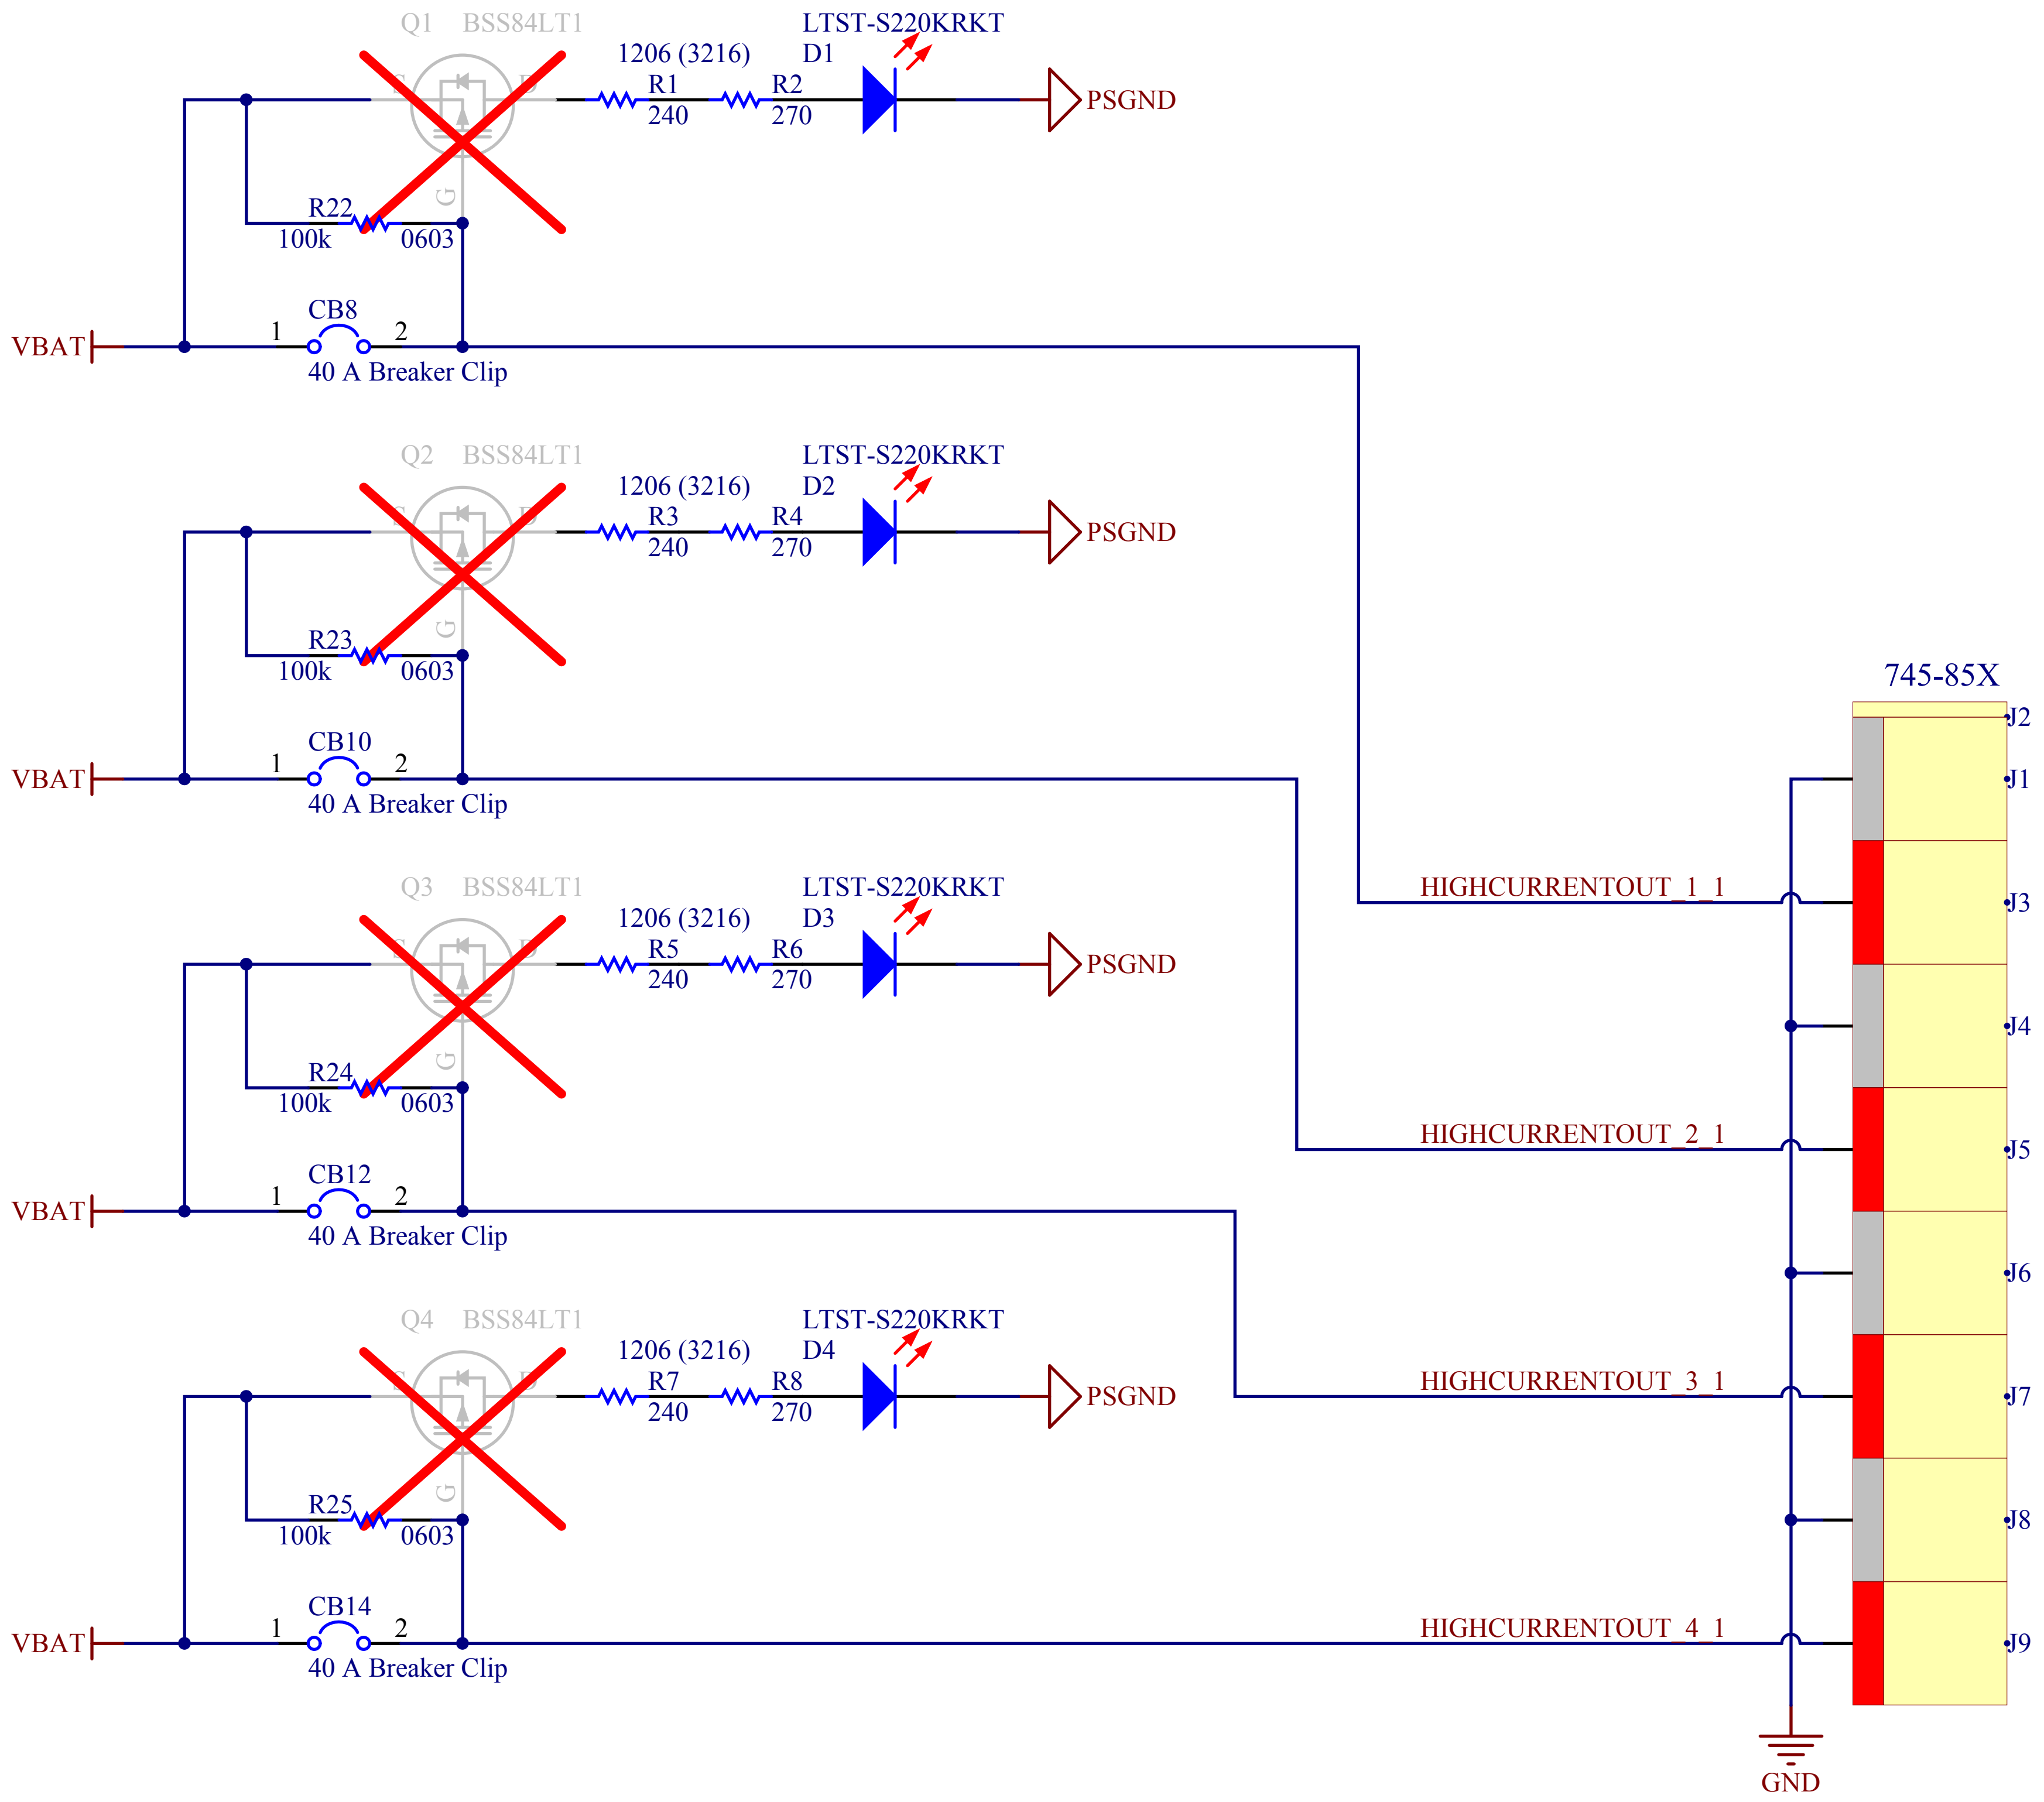 Q1 BSS84LT1
LTST-S220KRKT
1206 (3216)
D1
R1
R2
240
270
PSGND
G
R22
100k
0603
CB8
VBAT
1
2
40 A Breaker Clip
Q2 BSS84LT1
LTST-S220KRKT
1206 (3216)
D2
R3
R4
240
270
PSGND
G
R23
100k
0603
CB10
VBAT
1
2
40 A Breaker Clip
Q3 BSS84LT1
LTST-S220KRKT
1206 (3216)
D3
R5
R6
240
270
PSGND
G
R24
100k
0603
CB12
VBAT
1
2
40 A Breaker Clip
Q4 BSS84LT1
LTST-S220KRKT
1206 (3216)
D4
R7
R8
240
270
PSGND
G
R25
100k
0603
CB14
VBAT
1
2
40 A Breaker Clip
745-85X
J2
J1
HIGHCURRENTOUT_1_1
J3
J4
HIGHCURRENTOUT_2_1
J5
J6
HIGHCURRENTOUT_3_1
J7
J8
HIGHCURRENTOUT_4_1
J9
GND